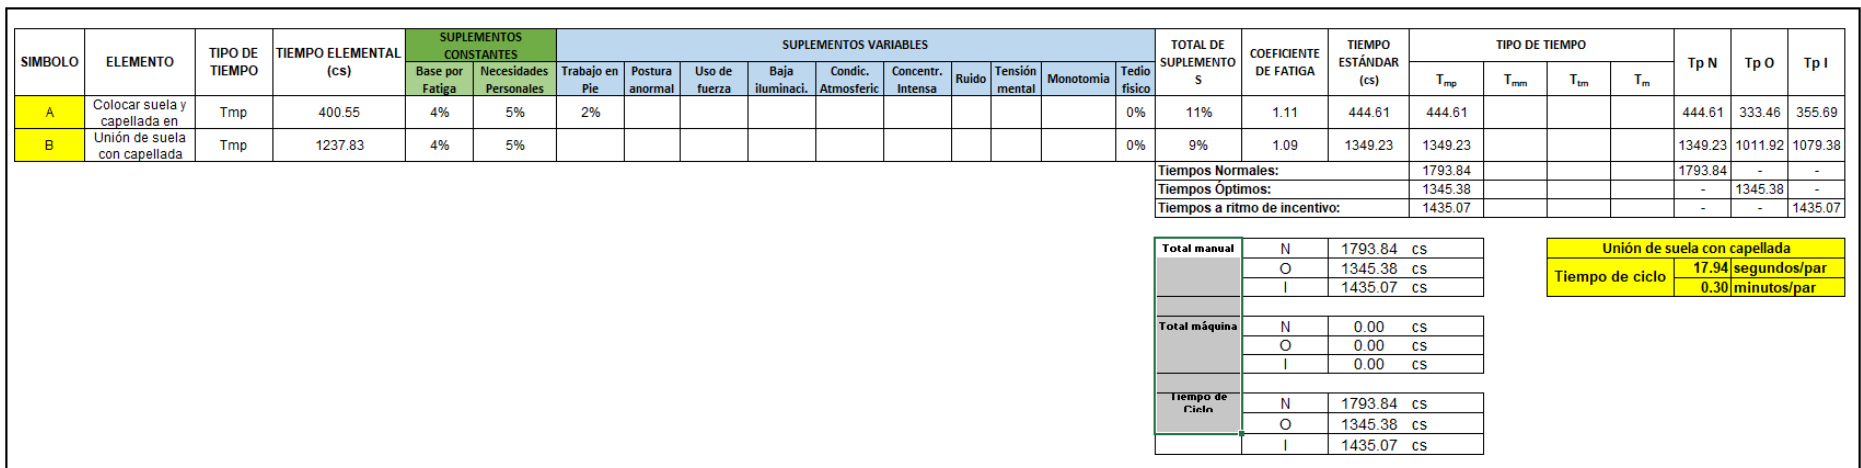 SIMBOLO ELEMENTO TIPO DE TIEMPO TIEMPO ELEMENTAL (cs) SUPLEMENTOS CONSTANTES SUPLEMENTOS VARIABLES TOTAL DE SUPLEMENTOS COEFICIENTE DE FATIGA TIEMPO ESTÁNDAR (cs) TIPO DE TIEMPO Tp N Tp O Tp I
Base por Fatiga Necesidades Personales Trabajo en Pie Postura anormal Uso de fuerza Baja iluminaci. Condic. Atmosferic Concentr. Intensa Ruido Tensión mental Monotomia Tedio fisico Tmp Tmm Ttm Tm
A Colocar suela y capellada en Tmp 400.55 4% 5% 2% 0% 11% 1.11 444.61 444.61 444.61 333.46 355.69
B Unión de suela con capellada Tmp 1237.83 4% 5% 0% 9% 1.09 1349.23 1349.23 1349.23 1011.92 1079.38
Tiempos Normales: 1793.84 1793.84 - -
Tiempos Óptimos: 1345.38 - 1345.38 -
Tiempos a ritmo de incentivo: 1435.07 - - 1435.07
Total manual N 1793.84 cs
O 1345.38 cs
I 1435.07 cs
Unión de suela con capellada
Tiempo de ciclo 17.94 segundos/par
0.30 minutos/par
Total máquina N 0.00 cs
O 0.00 cs
I 0.00 cs
Tiempo de Ciclo N 1793.84 cs
O 1345.38 cs
I 1435.07 cs